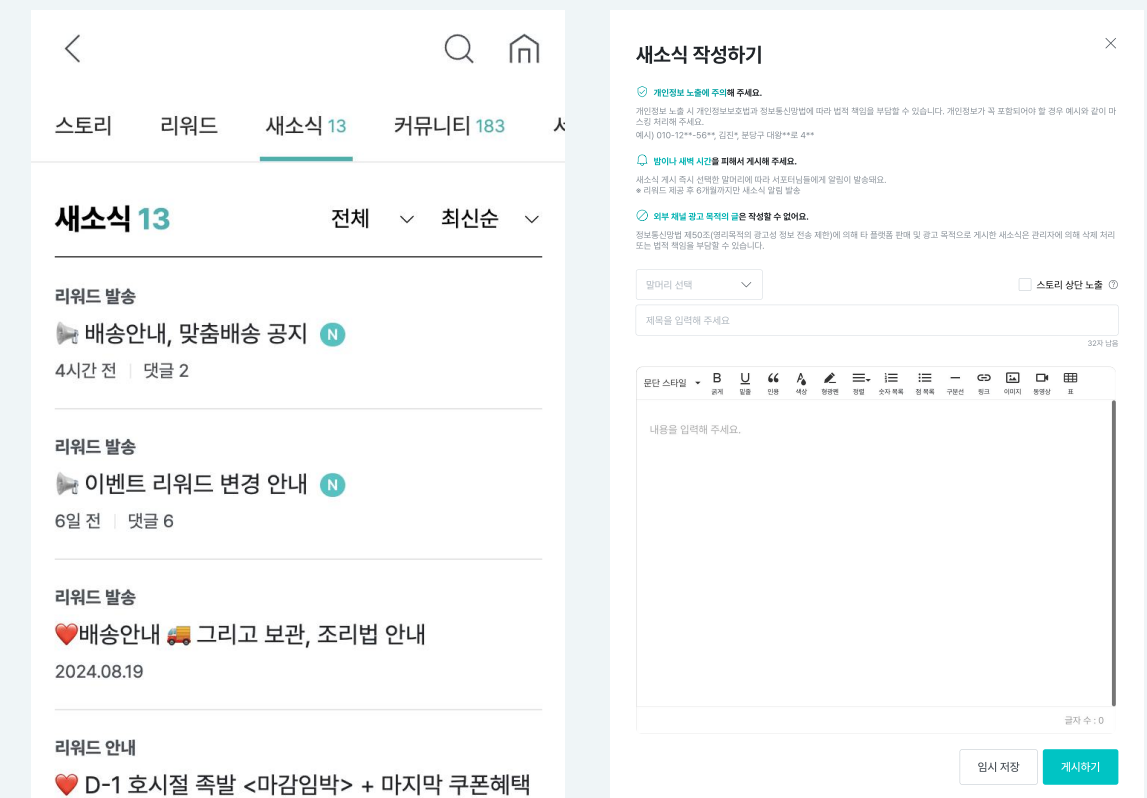 스토리 리워드 새소식 13 커뮤니티 183
새소식 13 전체 최신순
리워드 발송
배송안내, 맞춤배송 공지 N
4시간 전 댓글 2
리워드 발송
이벤트 리워드 변경 안내 N
6일 전 댓글 6
리워드 발송
❤️배송안내 🚚 그리고 보관, 조리법 안내
2024.08.19
리워드 안내
❤️ D-1 호시절 족발 <마감임박> + 마지막 쿠폰혜택
새소식 작성하기
개인정보 노출에 주의해 주세요.
개인정보 노출 시 개인정보보호법과 정보통신망법에 따라 법적 책임을 부담할 수 있습니다. 개인정보가 꼭 포함되어야 할 경우 예시와 같이 마
스킹 처리해 주세요.
예시) 010-12**-56**, 김진*, 분당구 대왕**로 4**
밤이나 새벽 시간을 피해서 게시해 주세요.
새소식 게시 즉시 선택한 말머리에 따라 서포터님들에게 알림이 발송돼요.
※ 리워드 제공 후 6개월까지만 새소식 알림 발송
외부 채널 광고 목적의 글은 작성할 수 없어요.
정보통신망법 제50조(영리목적의 광고성 정보 전송 제한)에 의해 타 플랫폼 판매 및 광고 목적으로 게시한 새소식은 관리자에 의해 삭제 처리
또는 법적 책임을 부담할 수 있습니다.
말머리 선택 스토리 상단 노출 ?
제목을 입력해 주세요
32자 남음
문단 스타일 B U A
굵게 밑줄 인용 색상 형광펜 정렬 숫자 목록 점 목록 구분선 링크 이미지 동영상 표
내용을 입력해 주세요.
글자 수 : 0
임시 저장 게시하기